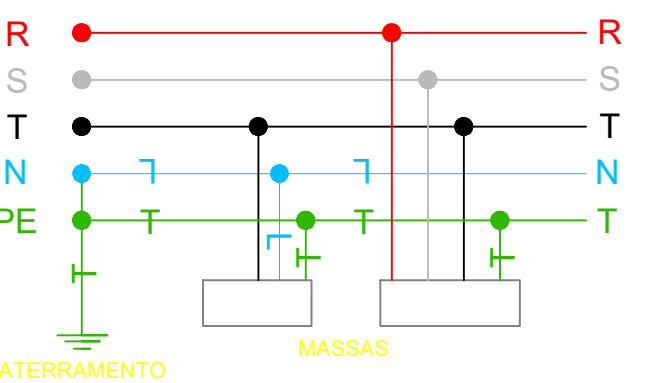 R R
S S
T T
N N
PE T
MASSAS
ATERRAMENTO